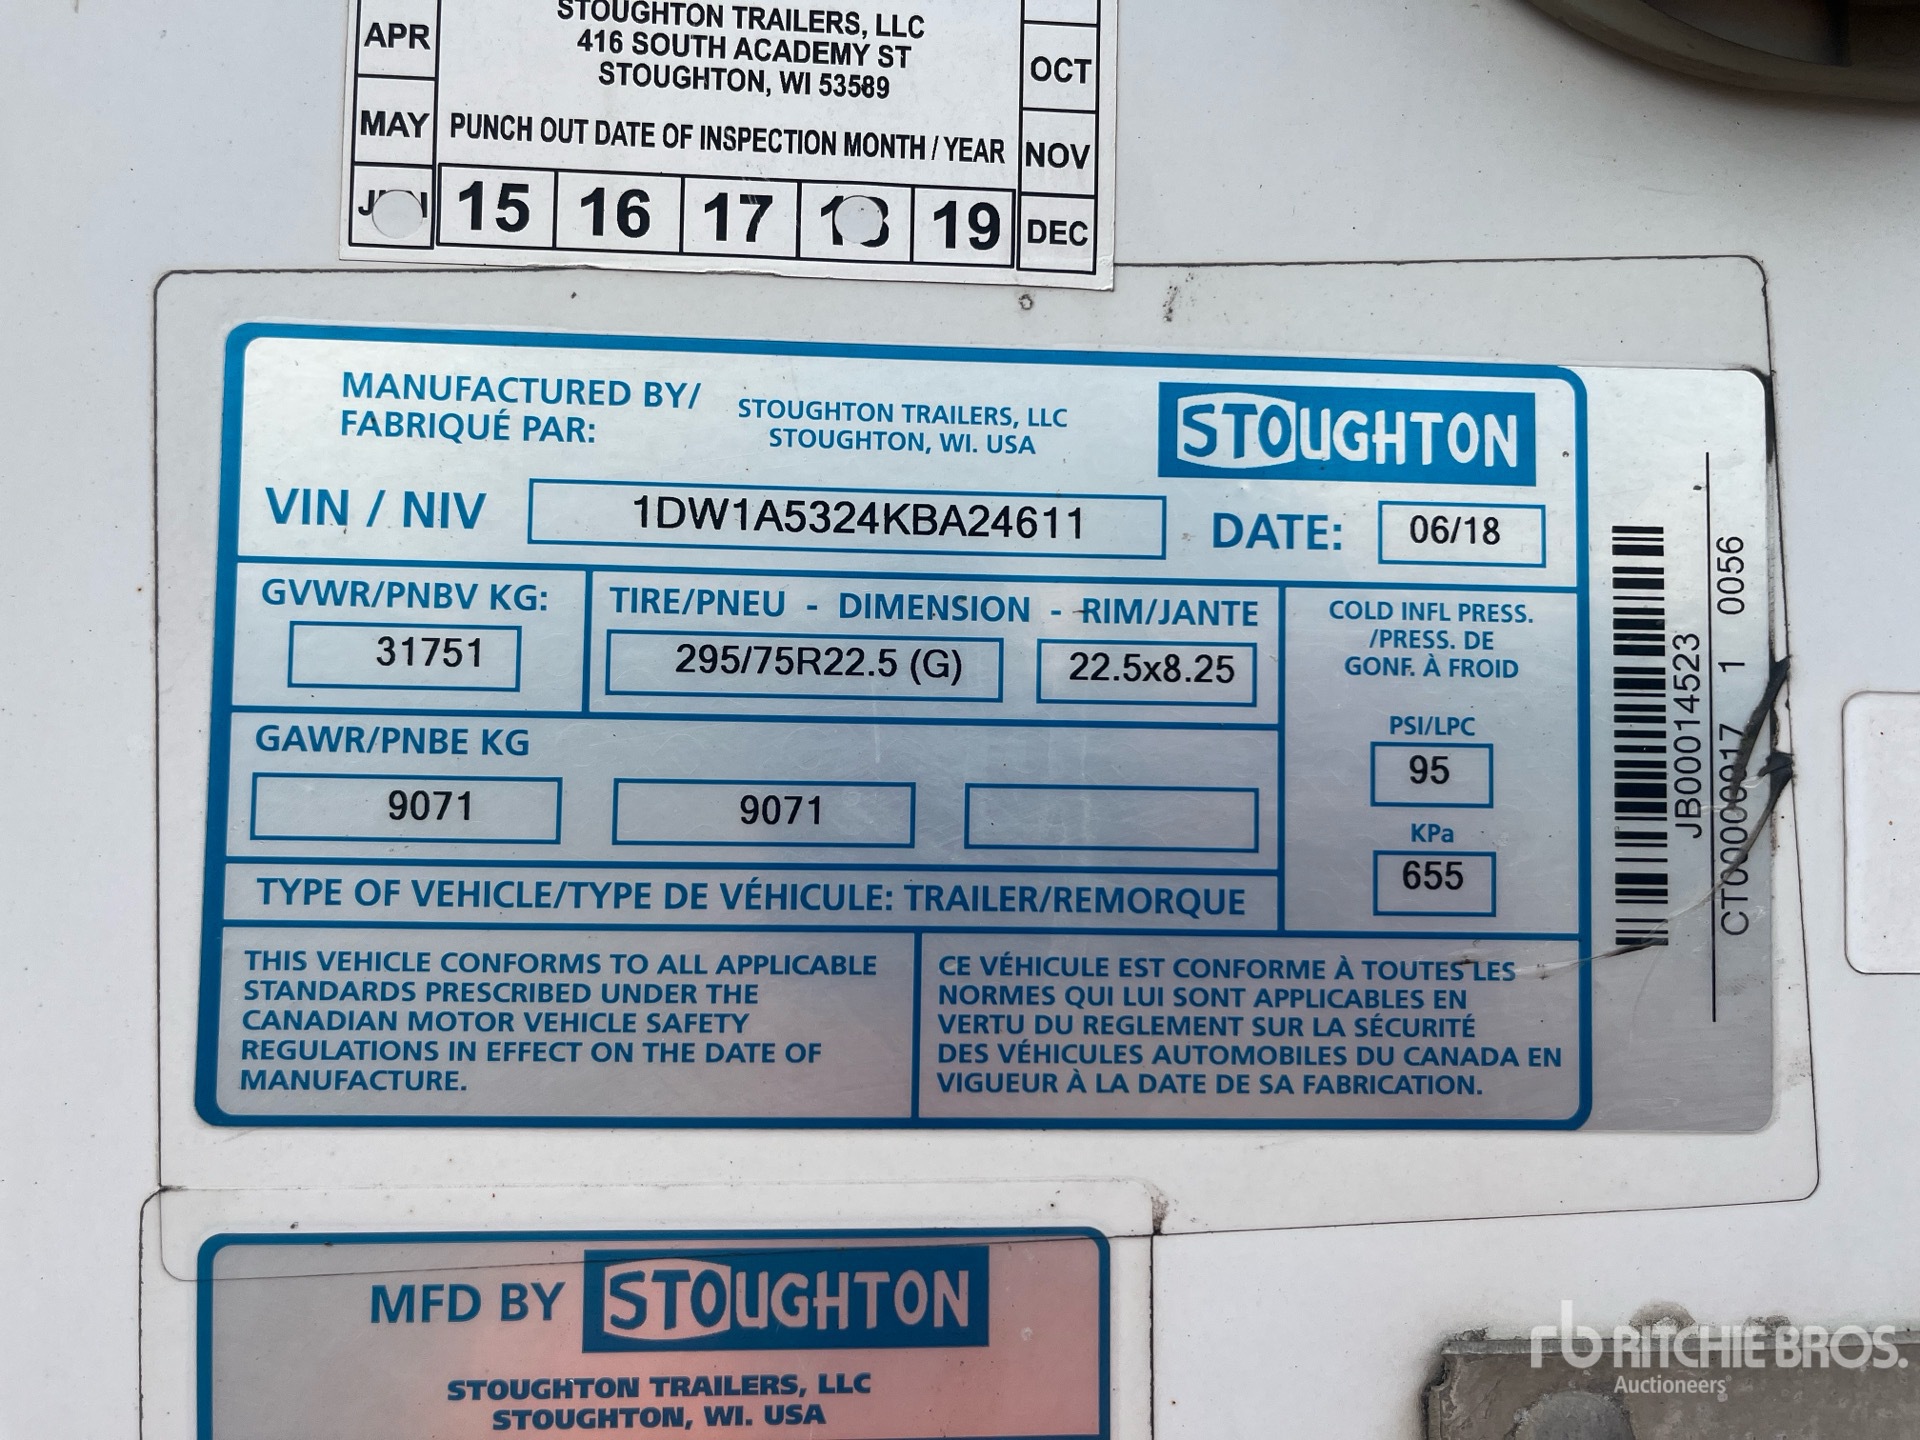 STOUGHTON TRAILERS, LLC
416 SOUTH ACADEMY ST
STOUGHTON, WI 53589
PUNCH OUT DATE OF INSPECTION MONTH / YEAR
APR
MAY
15 16 17 18 19
OCT
NOV
DEC
MANUFACTURED BY/
FABRIQUÉ PAR:
STOUGHTON TRAILERS, LLC
STOUGHTON, WI. USA
STOUGHTON
VIN / NIV 1DW1A5324KBA24611 DATE: 06/18
GVWR/PNBV KG:
31751
TIRE/PNEU - DIMENSION - RIM/JANTE
295/75R22.5 (G) 22.5x8.25
COLD INFL PRESS.
/PRESS. DE
GONF. À FROID
PSI/LPC
95
KPa
655
GAWR/PNBE KG
9071 9071
TYPE OF VEHICLE/TYPE DE VÉHICULE: TRAILER/REMORQUE
THIS VEHICLE CONFORMS TO ALL APPLICABLE
STANDARDS PRESCRIBED UNDER THE
CANADIAN MOTOR VEHICLE SAFETY
REGULATIONS IN EFFECT ON THE DATE OF
MANUFACTURE.
CE VÉHICULE EST CONFORME À TOUTES LES
NORMES QUI LUI SONT APPLICABLES EN
VERTU DU REGLEMENT SUR LA SÉCURITÉ
DES VÉHICULES AUTOMOBILES DU CANADA EN
VIGUEUR À LA DATE DE SA FABRICATION.
JB00014523
1 0056
MFD BY STOUGHTON
STOUGHTON TRAILERS, LLC
STOUGHTON, WI. USA
rb RITCHIE BROS.
Auctioneers